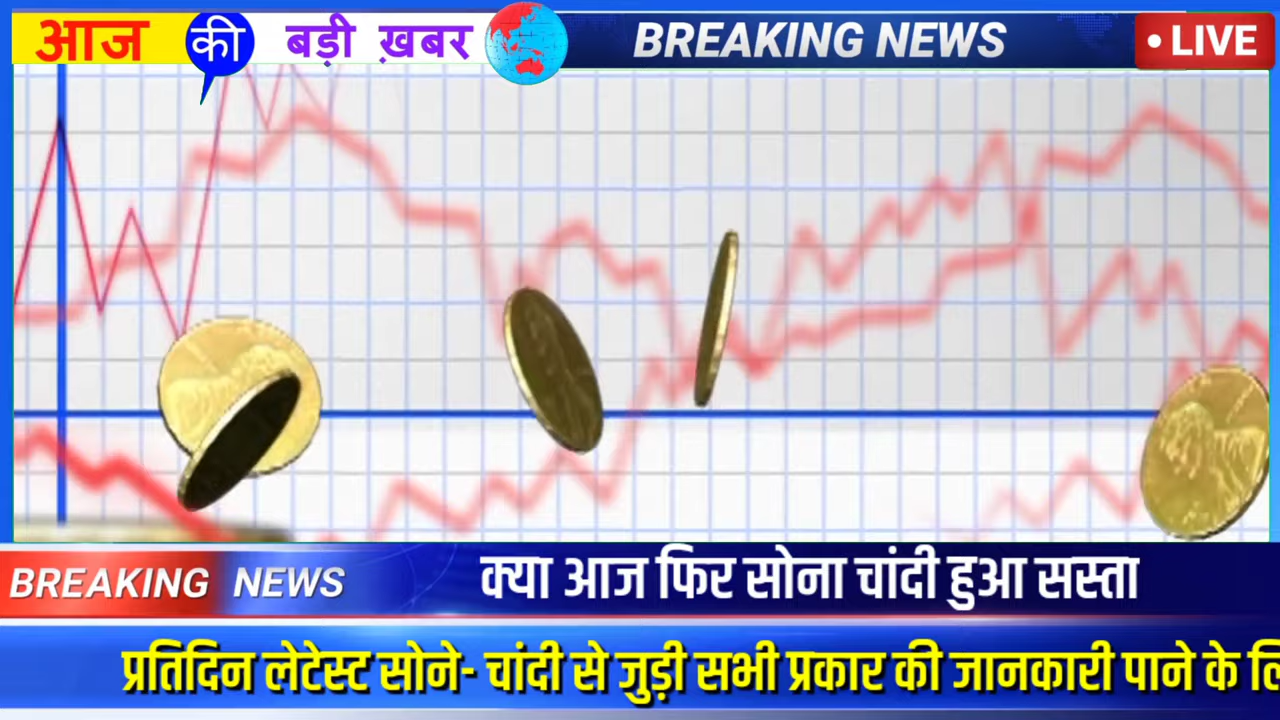 आज की बड़ी ख़बर BREAKING NEWS • LIVE
BREAKING NEWS क्या आज फिर सोना चांदी हुआ सस्ता
प्रतिदिन लेटेस्ट सोने- चांदी से जुड़ी सभी प्रकार की जानकारी पाने के